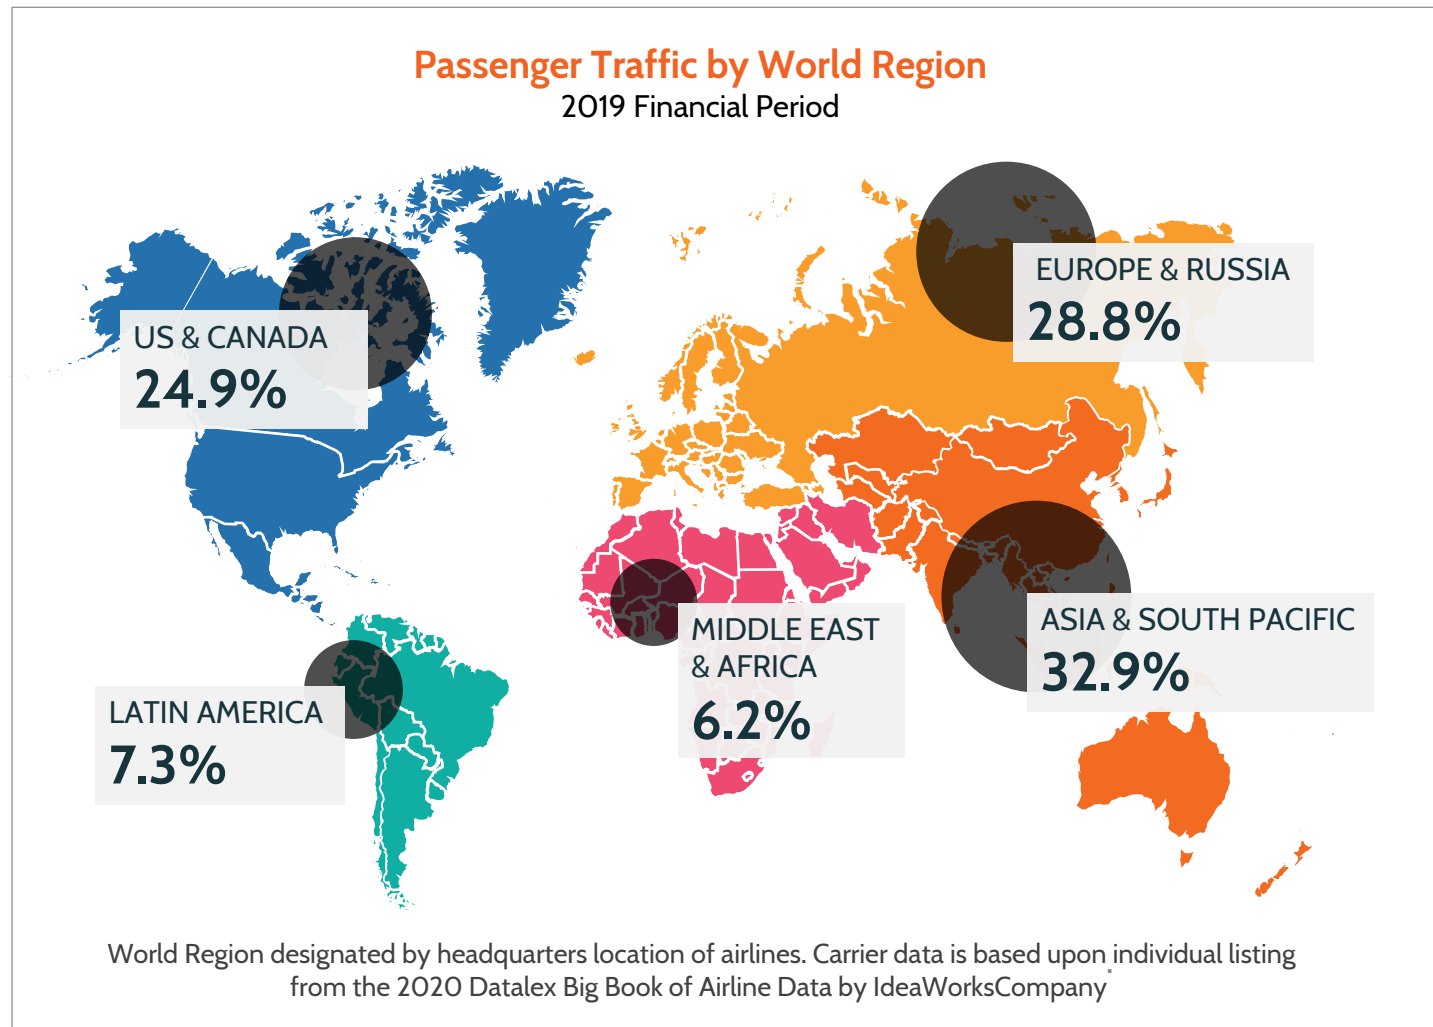 Passenger Traffic by World Region
2019 Financial Period
US & CANADA
24.9%
EUROPE & RUSSIA
28.8%
MIDDLE EAST
& AFRICA
6.2%
ASIA & SOUTH PACIFIC
32.9%
LATIN AMERICA
7.3%
World Region designated by headquarters location of airlines. Carrier data is based upon individual listing
from the 2020 Datalex Big Book of Airline Data by IdeaWorksCompany